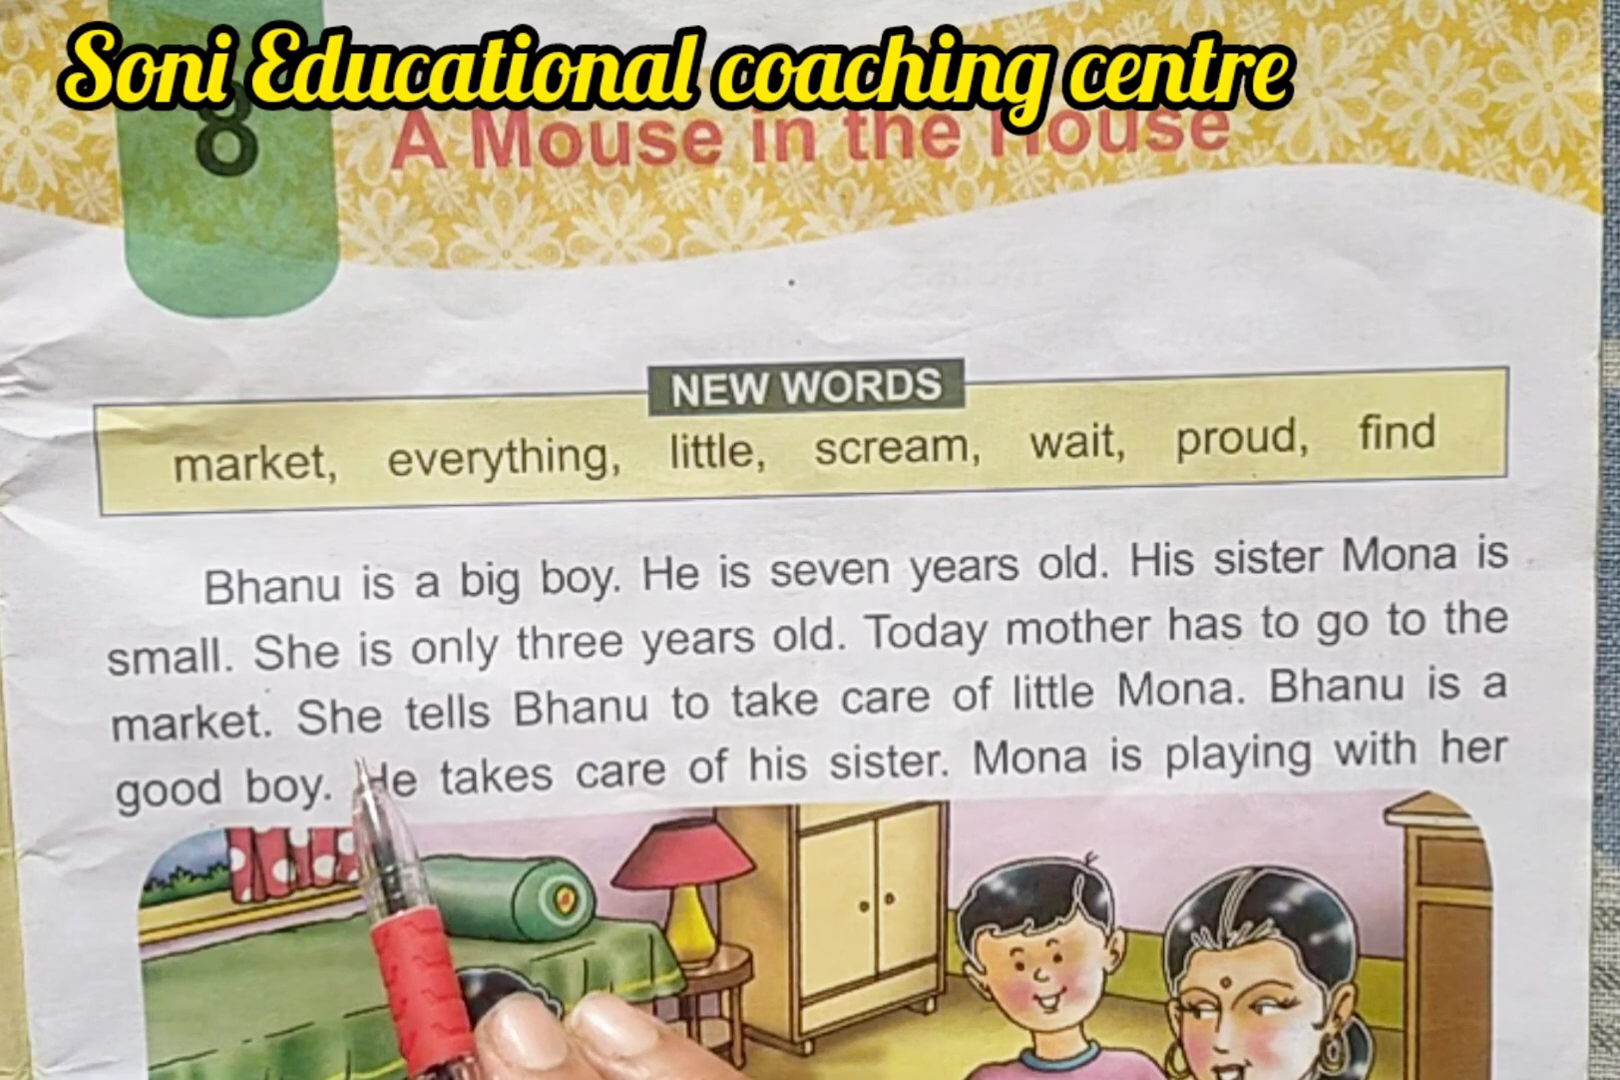 Soni Educational coaching centre
8
A Mouse in the House
NEW WORDS
market, everything, little, scream, wait, proud, find
Bhanu is a big boy. He is seven years old. His sister Mona is
small. She is only three years old. Today mother has to go to the
market. She tells Bhanu to take care of little Mona. Bhanu is a
good boy. He takes care of his sister. Mona is playing with her